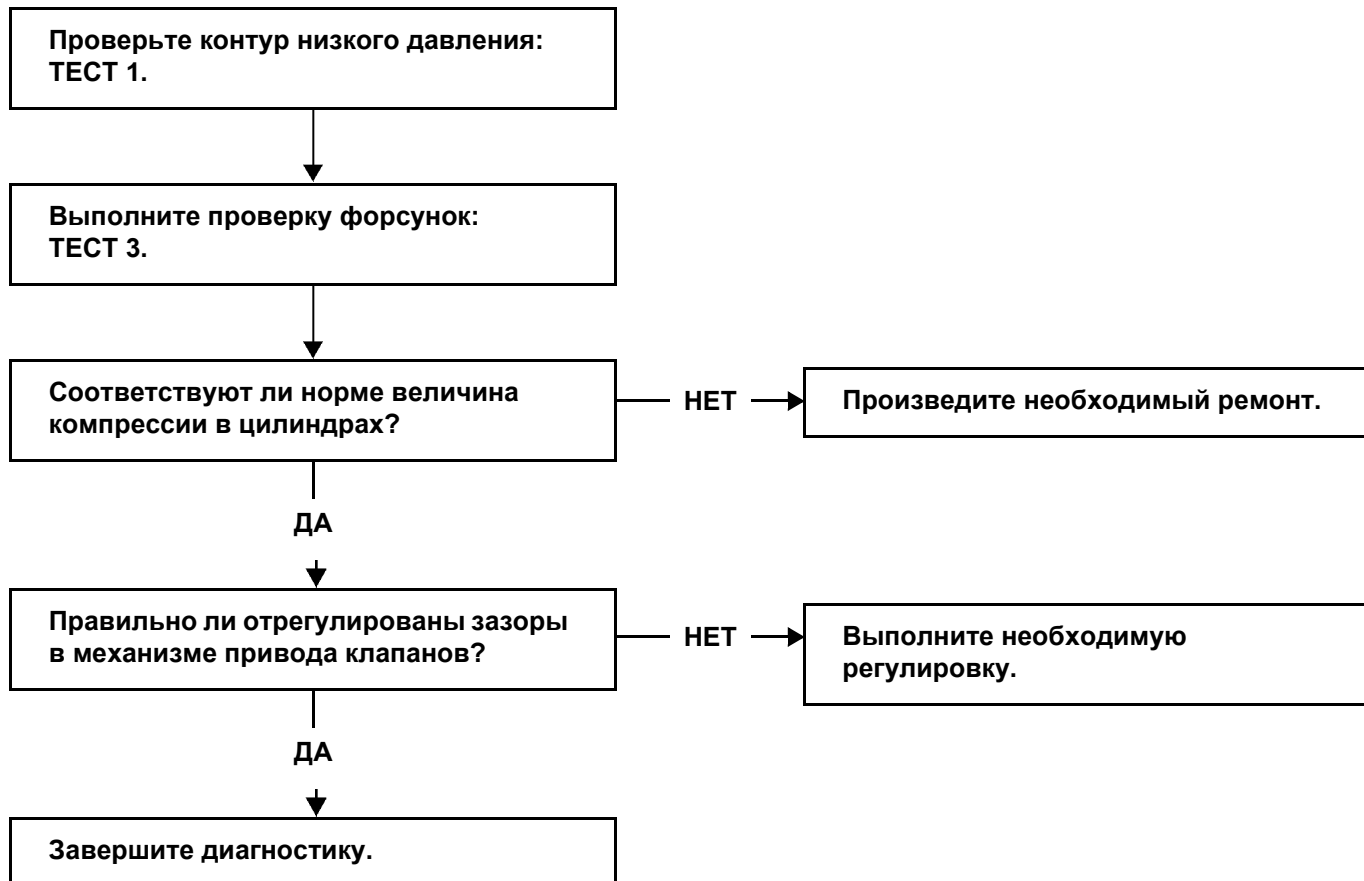 Проверьте контур низкого давления:
ТЕСТ 1.
Выполните проверку форсунок:
ТЕСТ 3.
Соответствуют ли норме величина
компрессии в цилиндрах?
НЕТ
Произведите необходимый ремонт.
ДА
Правильно ли отрегулированы зазоры
в механизме привода клапанов?
НЕТ
Выполните необходимую
регулировку.
ДА
Завершите диагностику.